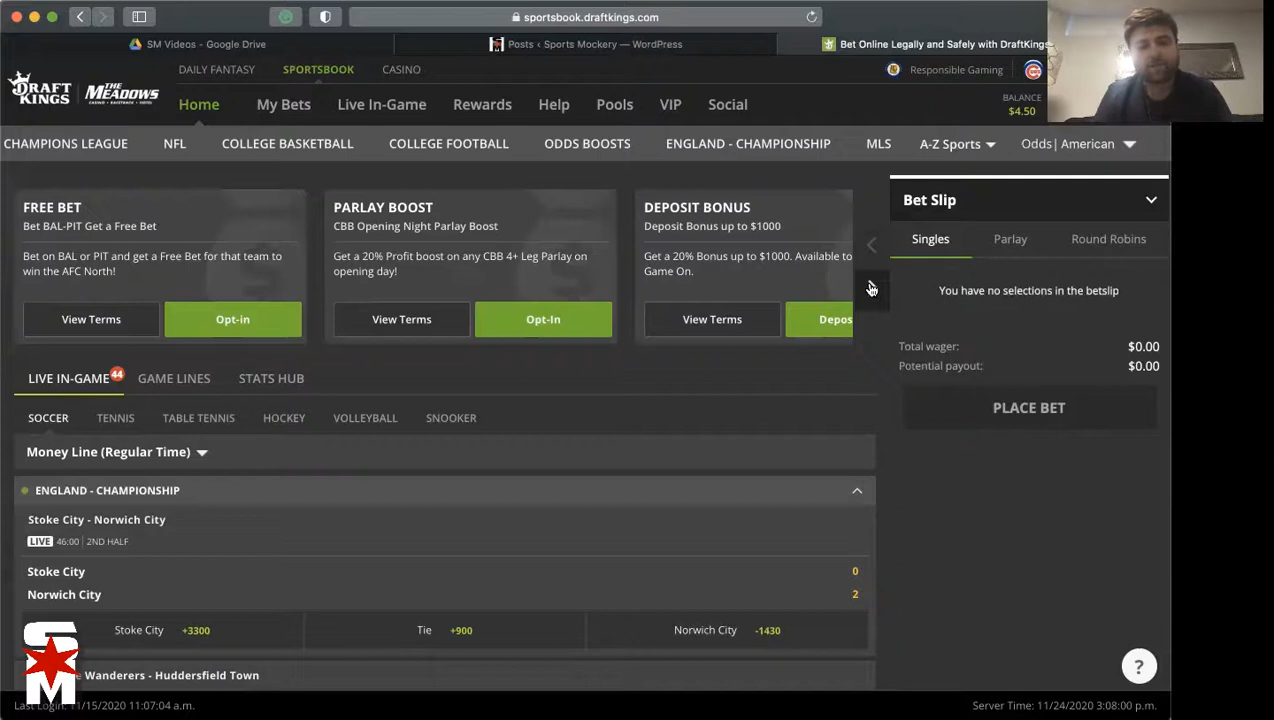 sportsbook.draftkings.com
SM Videos - Google Drive
Posts ‹ Sports Mockery — WordPress
Bet Online Legally and Safely with DraftKings
DRAFT KINGS
THE MEADOWS
DAILY FANTASY SPORTSBOOK CASINO
Responsible Gaming
Home My Bets Live In-Game Rewards Help Pools VIP Social
BALANCE
$4.50
CHAMPIONS LEAGUE NFL COLLEGE BASKETBALL COLLEGE FOOTBALL ODDS BOOSTS ENGLAND - CHAMPIONSHIP MLS A-Z Sports Odds| American
FREE BET
Bet BAL-PIT Get a Free Bet
Bet on BAL or PIT and get a Free Bet for that team to
win the AFC North!
View Terms Opt-in
PARLAY BOOST
CBB Opening Night Parlay Boost
Get a 20% Profit boost on any CBB 4+ Leg Parlay on
opening day!
View Terms Opt-In
DEPOSIT BONUS
Deposit Bonus up to $1000
Get a 20% Bonus up to $1000. Available to
Game On.
View Terms Depos
Bet Slip
Singles Parlay Round Robins
You have no selections in the betslip
Total wager: $0.00
Potential payout: $0.00
PLACE BET
LIVE IN-GAME 44 GAME LINES STATS HUB
SOCCER TENNIS TABLE TENNIS HOCKEY VOLLEYBALL SNOOKER
Money Line (Regular Time)
ENGLAND - CHAMPIONSHIP
Stoke City - Norwich City
LIVE 46:00 | 2ND HALF
Stoke City 0
Norwich City 2
Stoke City +3300 Tie +900 Norwich City -1430
Wanderers - Huddersfield Town
SM
?
Last Login: 11/15/2020 11:07:04 a.m.
Server Time: 11/24/2020 3:08:00 p.m.